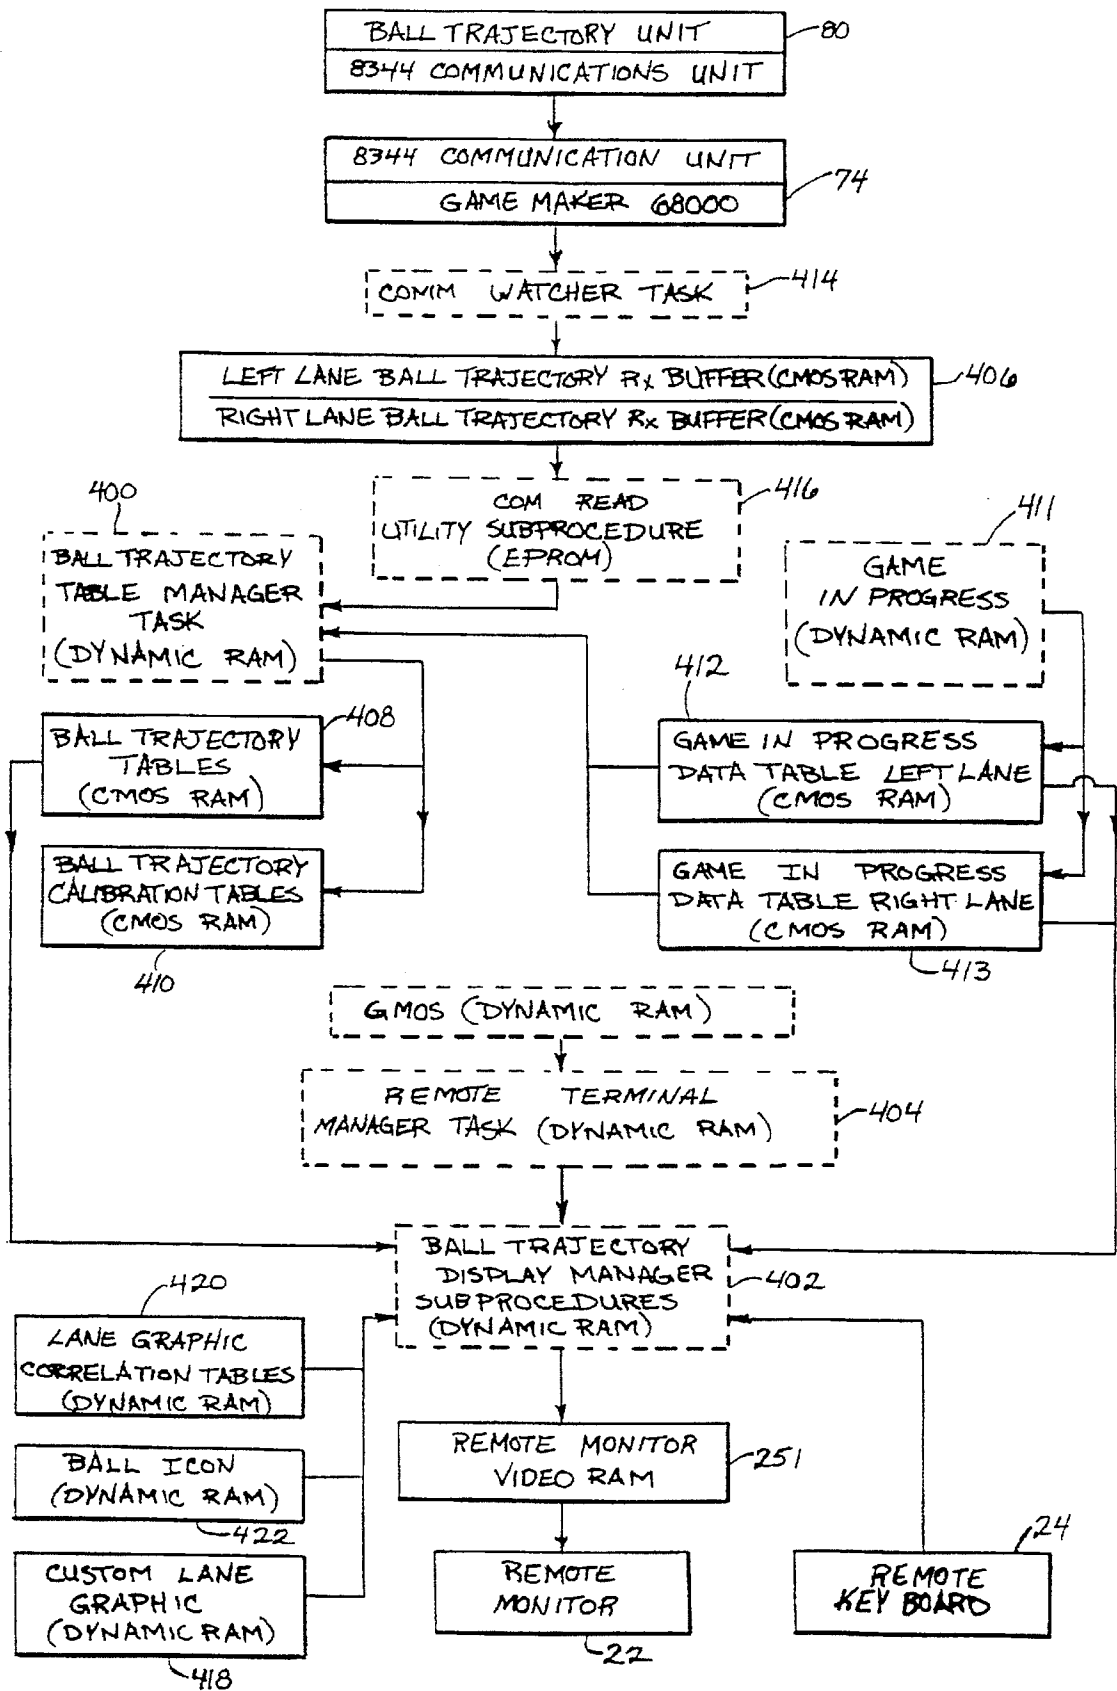 BALL TRAJECTORY UNIT
80
8344 COMMUNICATIONS UNIT
8344 COMMUNICATION UNIT
74
GAME MAKER 68000
COMM WATCHER TASK
414
LEFT LANE BALL TRAJECTORY Rx BUFFER (CMOS RAM)
406
RIGHT LANE BALL TRAJECTORY Rx BUFFER (CMOS RAM)
COM READ
UTILITY SUBPROCEDURE
(EPROM)
416
400
BALL TRAJECTORY
TABLE MANAGER
TASK
(DYNAMIC RAM)
411
GAME
IN PROGRESS
(DYNAMIC RAM)
408
BALL TRAJECTORY
TABLES
(CMOS RAM)
412
GAME IN PROGRESS
DATA TABLE LEFT LANE
(CMOS RAM)
BALL TRAJECTORY
CALIBRATION TABLES
(CMOS RAM)
410
GAME IN PROGRESS
DATA TABLE RIGHT LANE
(CMOS RAM)
413
GMOS (DYNAMIC RAM)
REMOTE TERMINAL
MANAGER TASK (DYNAMIC RAM)
404
BALL TRAJECTORY
DISPLAY MANAGER
SUBPROCEDURES
(DYNAMIC RAM)
402
420
LANE GRAPHIC
CORRELATION TABLES
(DYNAMIC RAM)
BALL ICON
(DYNAMIC RAM)
422
REMOTE MONITOR
VIDEO RAM
251
CUSTOM LANE
GRAPHIC
(DYNAMIC RAM)
418
REMOTE
MONITOR
22
24
REMOTE
KEY BOARD